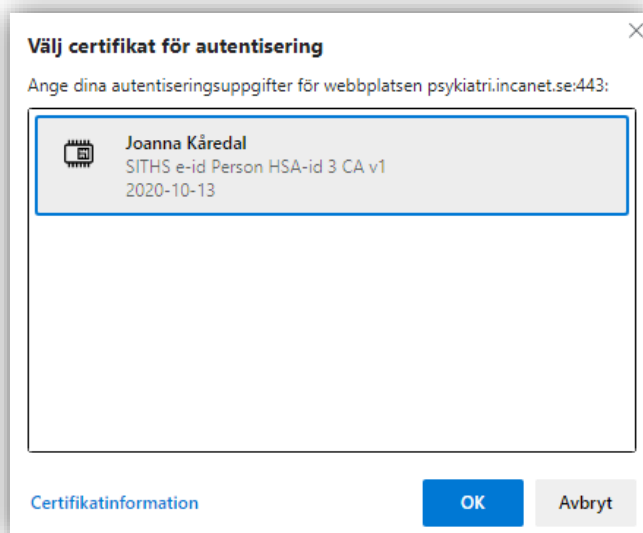 Välj certifikat för autentisering
Ange dina autentiseringsuppgifter för webbplatsen psykiatri.incanet.se:443:
Joanna Kåredal
SITHS e-id Person HSA-id 3 CA v1
2020-10-13
Certifikatinformation
OK
Avbryt